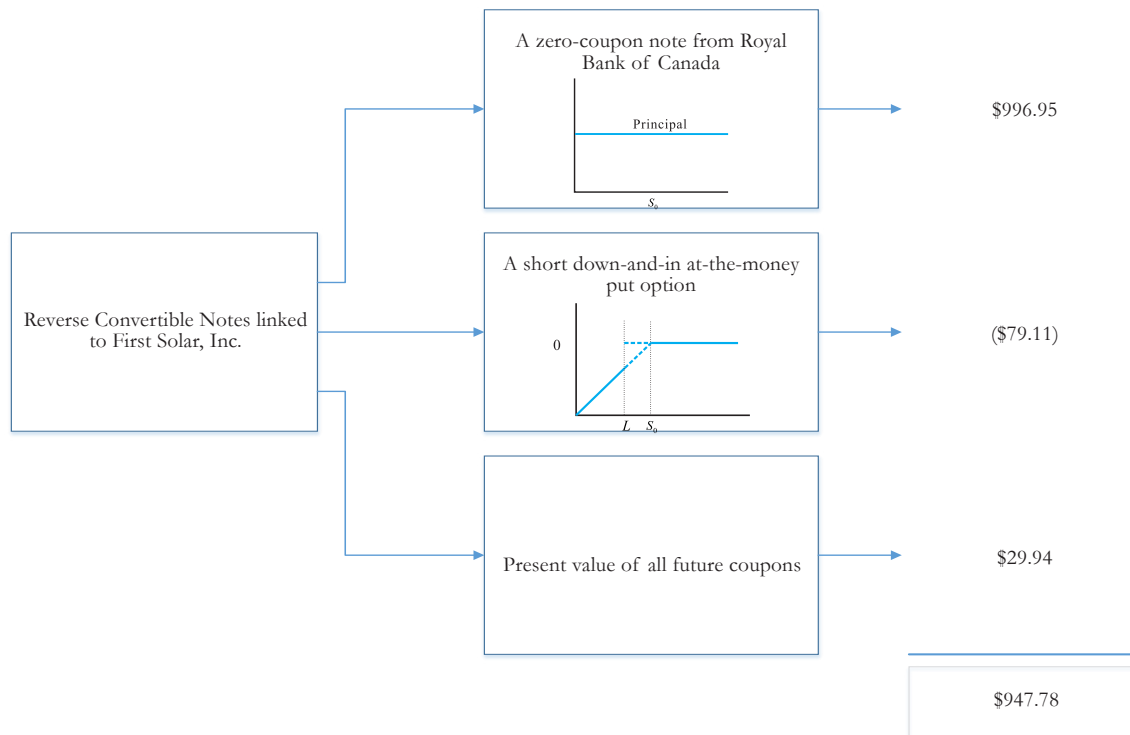 A zero-coupon note from Royal
Bank of Canada
Principal
S₀
$996.95
Reverse Convertible Notes linked
to First Solar, Inc.
A short down-and-in at-the-money
put option
0
L S₀
($79.11)
Present value of all future coupons
$29.94
$947.78